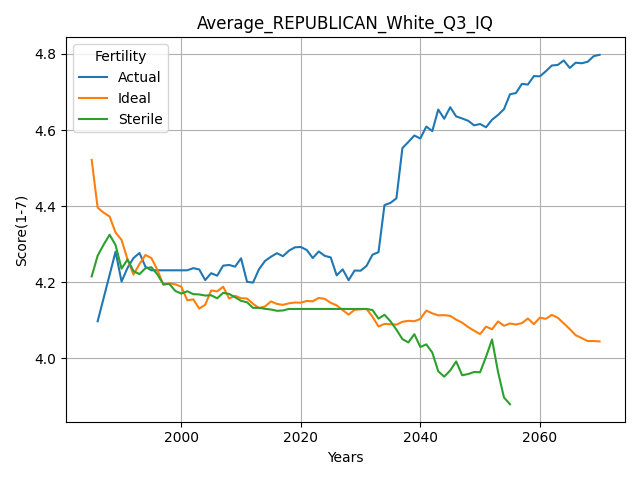 Average_REPUBLICAN_White_Q3_IQ
Fertility
Actual
Ideal
Sterile
Score(1-7)
4.8
4.6
4.4
4.2
4.0
2000 2020 2040 2060
Years